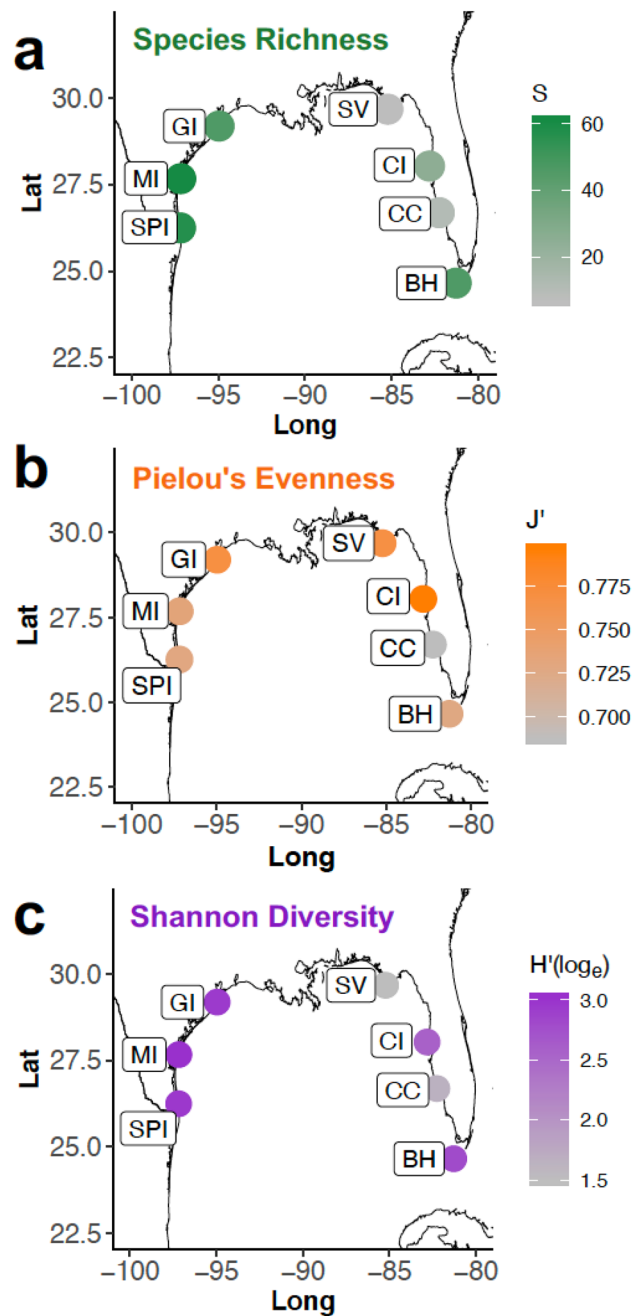 a
Species Richness
30.0
27.5
25.0
22.5
Lat
GI
MI
SPI
SV
CI
CC
BH
S
60
40
20
−100 −95 −90 −85 −80
Long
b
Pielou's Evenness
30.0
27.5
25.0
22.5
Lat
GI
MI
SPI
SV
CI
CC
BH
J'
0.775
0.750
0.725
0.700
−100 −95 −90 −85 −80
Long
c
Shannon Diversity
30.0
27.5
25.0
22.5
Lat
GI
MI
SPI
SV
CI
CC
BH
H'(logₑ)
3.0
2.5
2.0
1.5
−100 −95 −90 −85 −80
Long